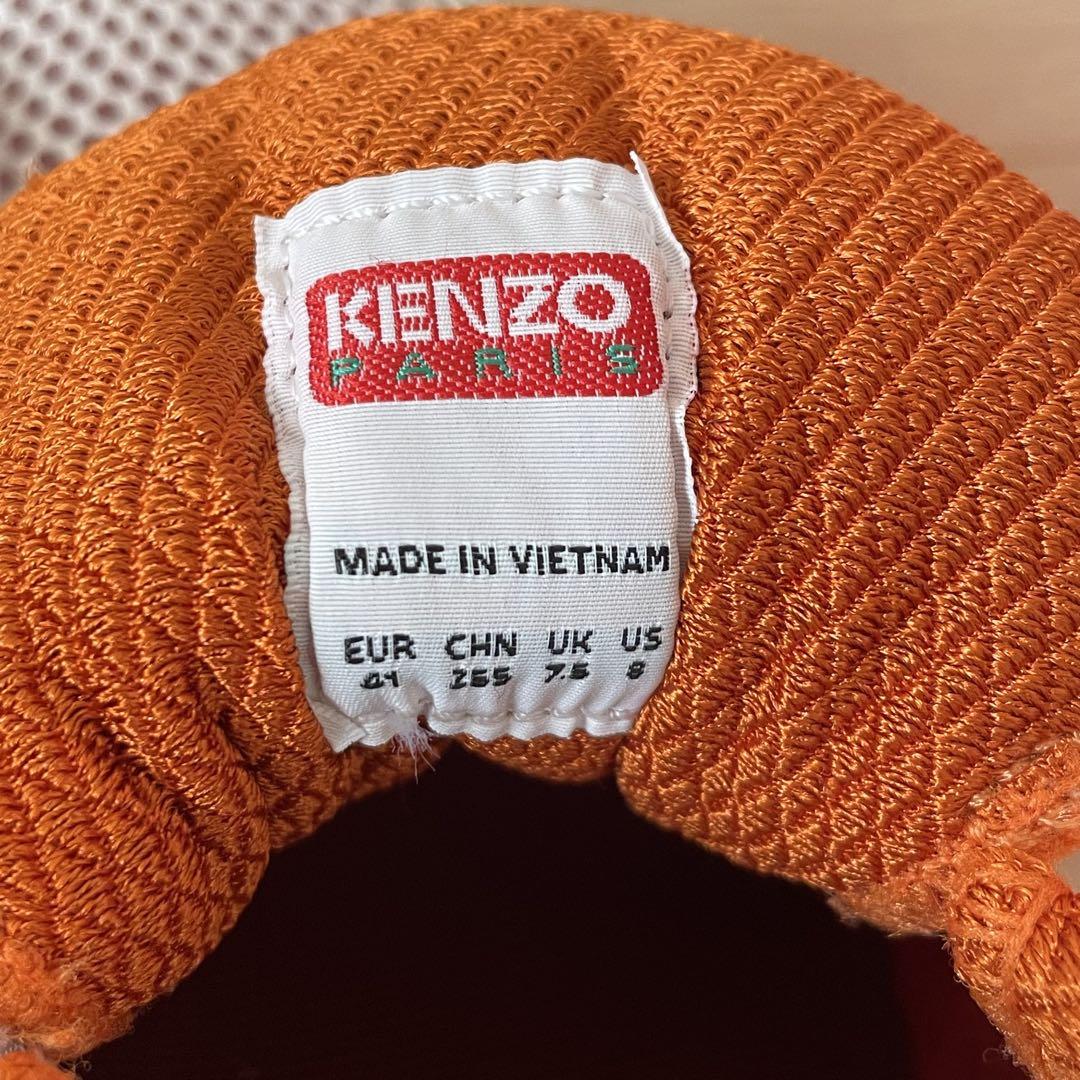 KENZO
PARIS
MADE IN VIETNAM
EUR CHN UK US
41 255 7.5 8